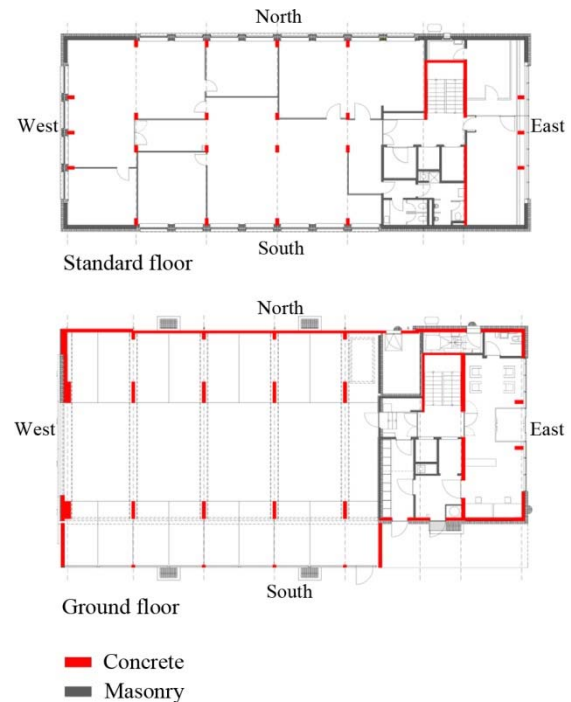 North
West
East
South
Standard floor
North
West
East
South
Ground floor
Concrete
Masonry